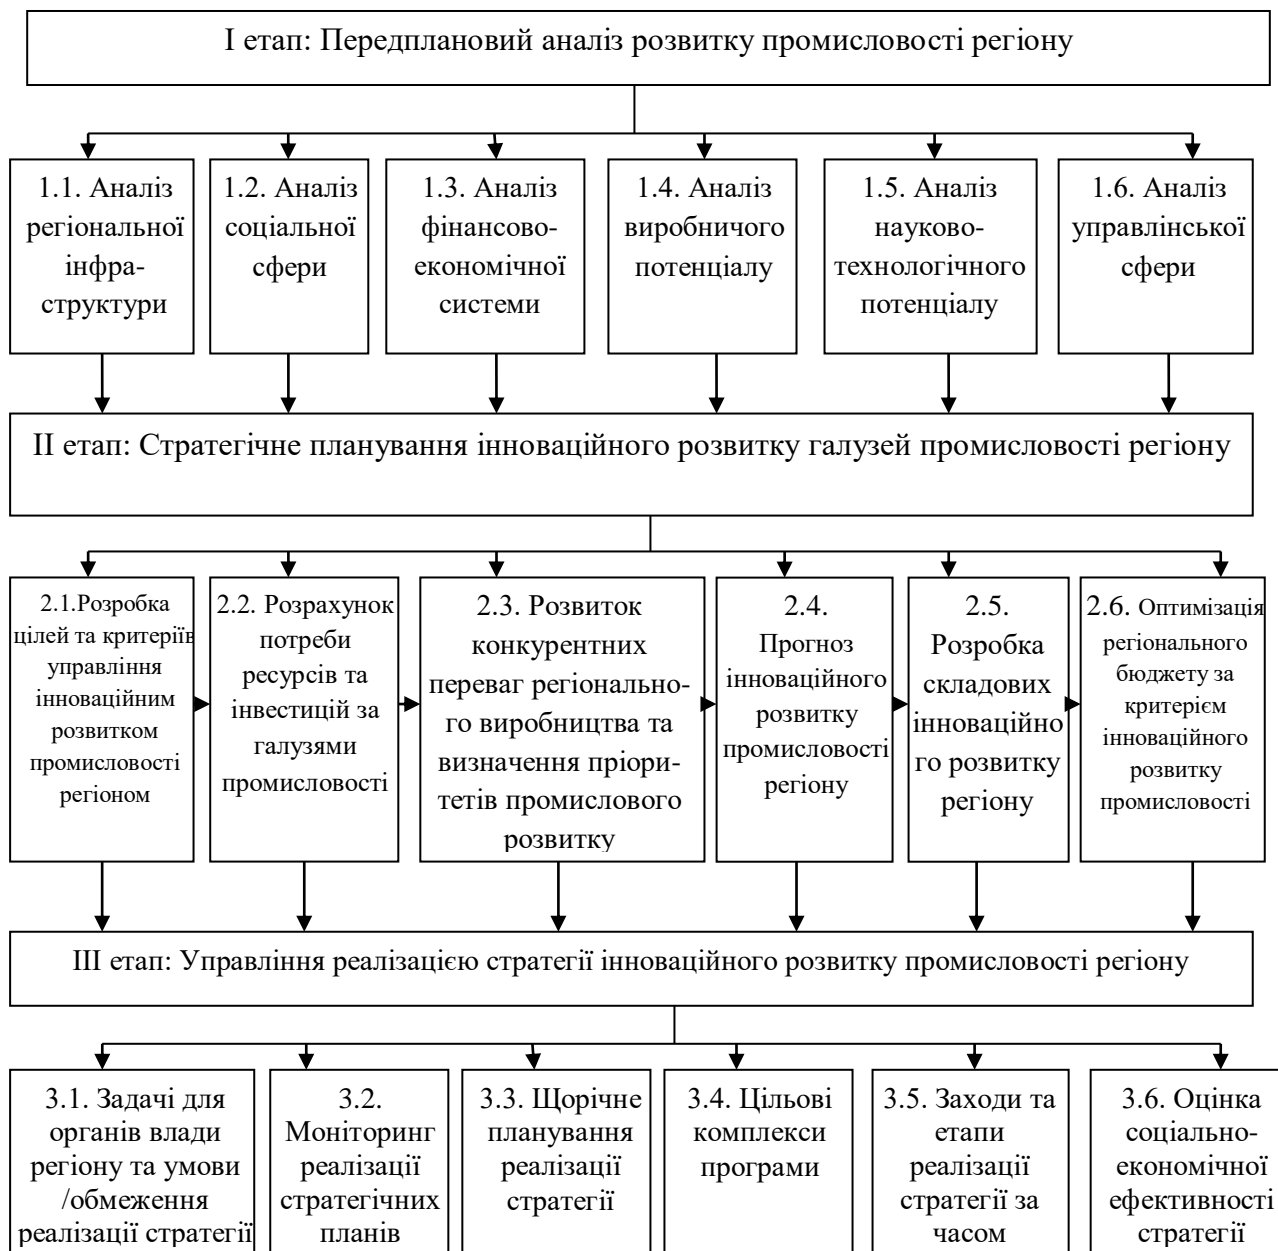 І етап: Передплановий аналіз розвитку промисловості регіону
1.1. Аналіз
регіональної
інфра-
структури
1.2. Аналіз
соціальної
сфери
1.3. Аналіз
фінансово-
економічної
системи
1.4. Аналіз
виробничого
потенціалу
1.5. Аналіз
науково-
технологічного
потенціалу
1.6. Аналіз
управлінської
сфери
ІІ етап: Стратегічне планування інноваційного розвитку галузей промисловості регіону
2.1.Розробка
цілей та критеріїв
управління
інноваційним
розвитком
промисловості
регіоном
2.2. Розрахунок
потреби
ресурсів та
інвестицій за
галузями
промисловості
2.3. Розвиток
конкурентних
переваг регіонально-
го виробництва та
визначення пріори-
тетів промислового
розвитку
2.4.
Прогноз
інноваційного
розвитку
промисловості
регіону
2.5.
Розробка
складових
інноваційно
го розвитку
регіону
2.6. Оптимізація
регіонального
бюджету за
критерієм
інноваційного
розвитку
промисловості
ІІІ етап: Управління реалізацією стратегії інноваційного розвитку промисловості регіону
3.1. Задачі для
органів влади
регіону та умови
/обмеження
реалізації стратегії
3.2.
Моніторинг
реалізації
стратегічних
планів
3.3. Щорічне
планування
реалізації
стратегії
3.4. Цільові
комплекси
програми
3.5. Заходи та
етапи
реалізації
стратегії за
часом
3.6. Оцінка
соціально-
економічної
ефективності
стратегії